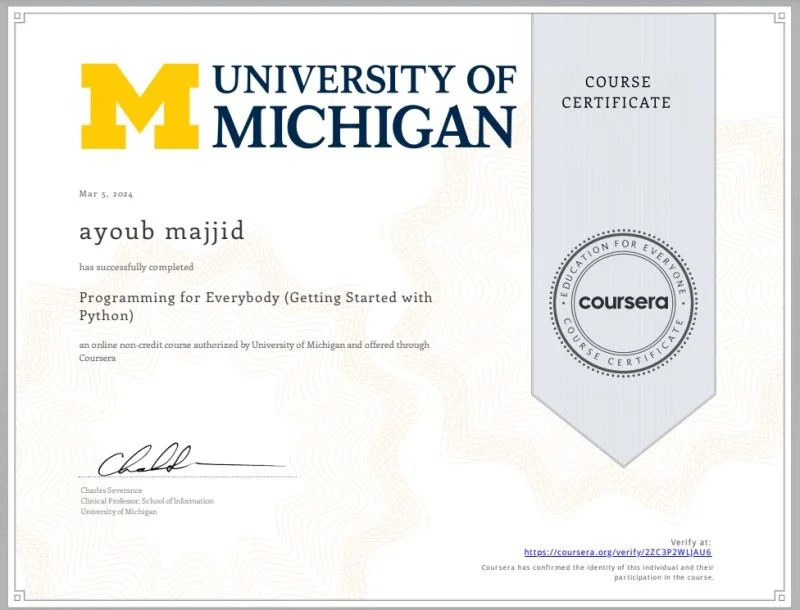 UNIVERSITY OF
MICHIGAN
COURSE
CERTIFICATE
Mar 5, 2024
ayoub majjid
has successfully completed
Programming for Everybody (Getting Started with
Python)
an online non-credit course authorized by University of Michigan and offered through
Coursera
EDUCATION FOR EVERYONE
coursera
COURSE CERTIFICATE
Charles Severance
Clinical Professor, School of Information
University of Michigan
Verify at:
https://coursera.org/verify/2ZC3P2WLJAU6
Coursera has confirmed the identity of this individual and their
participation in the course.